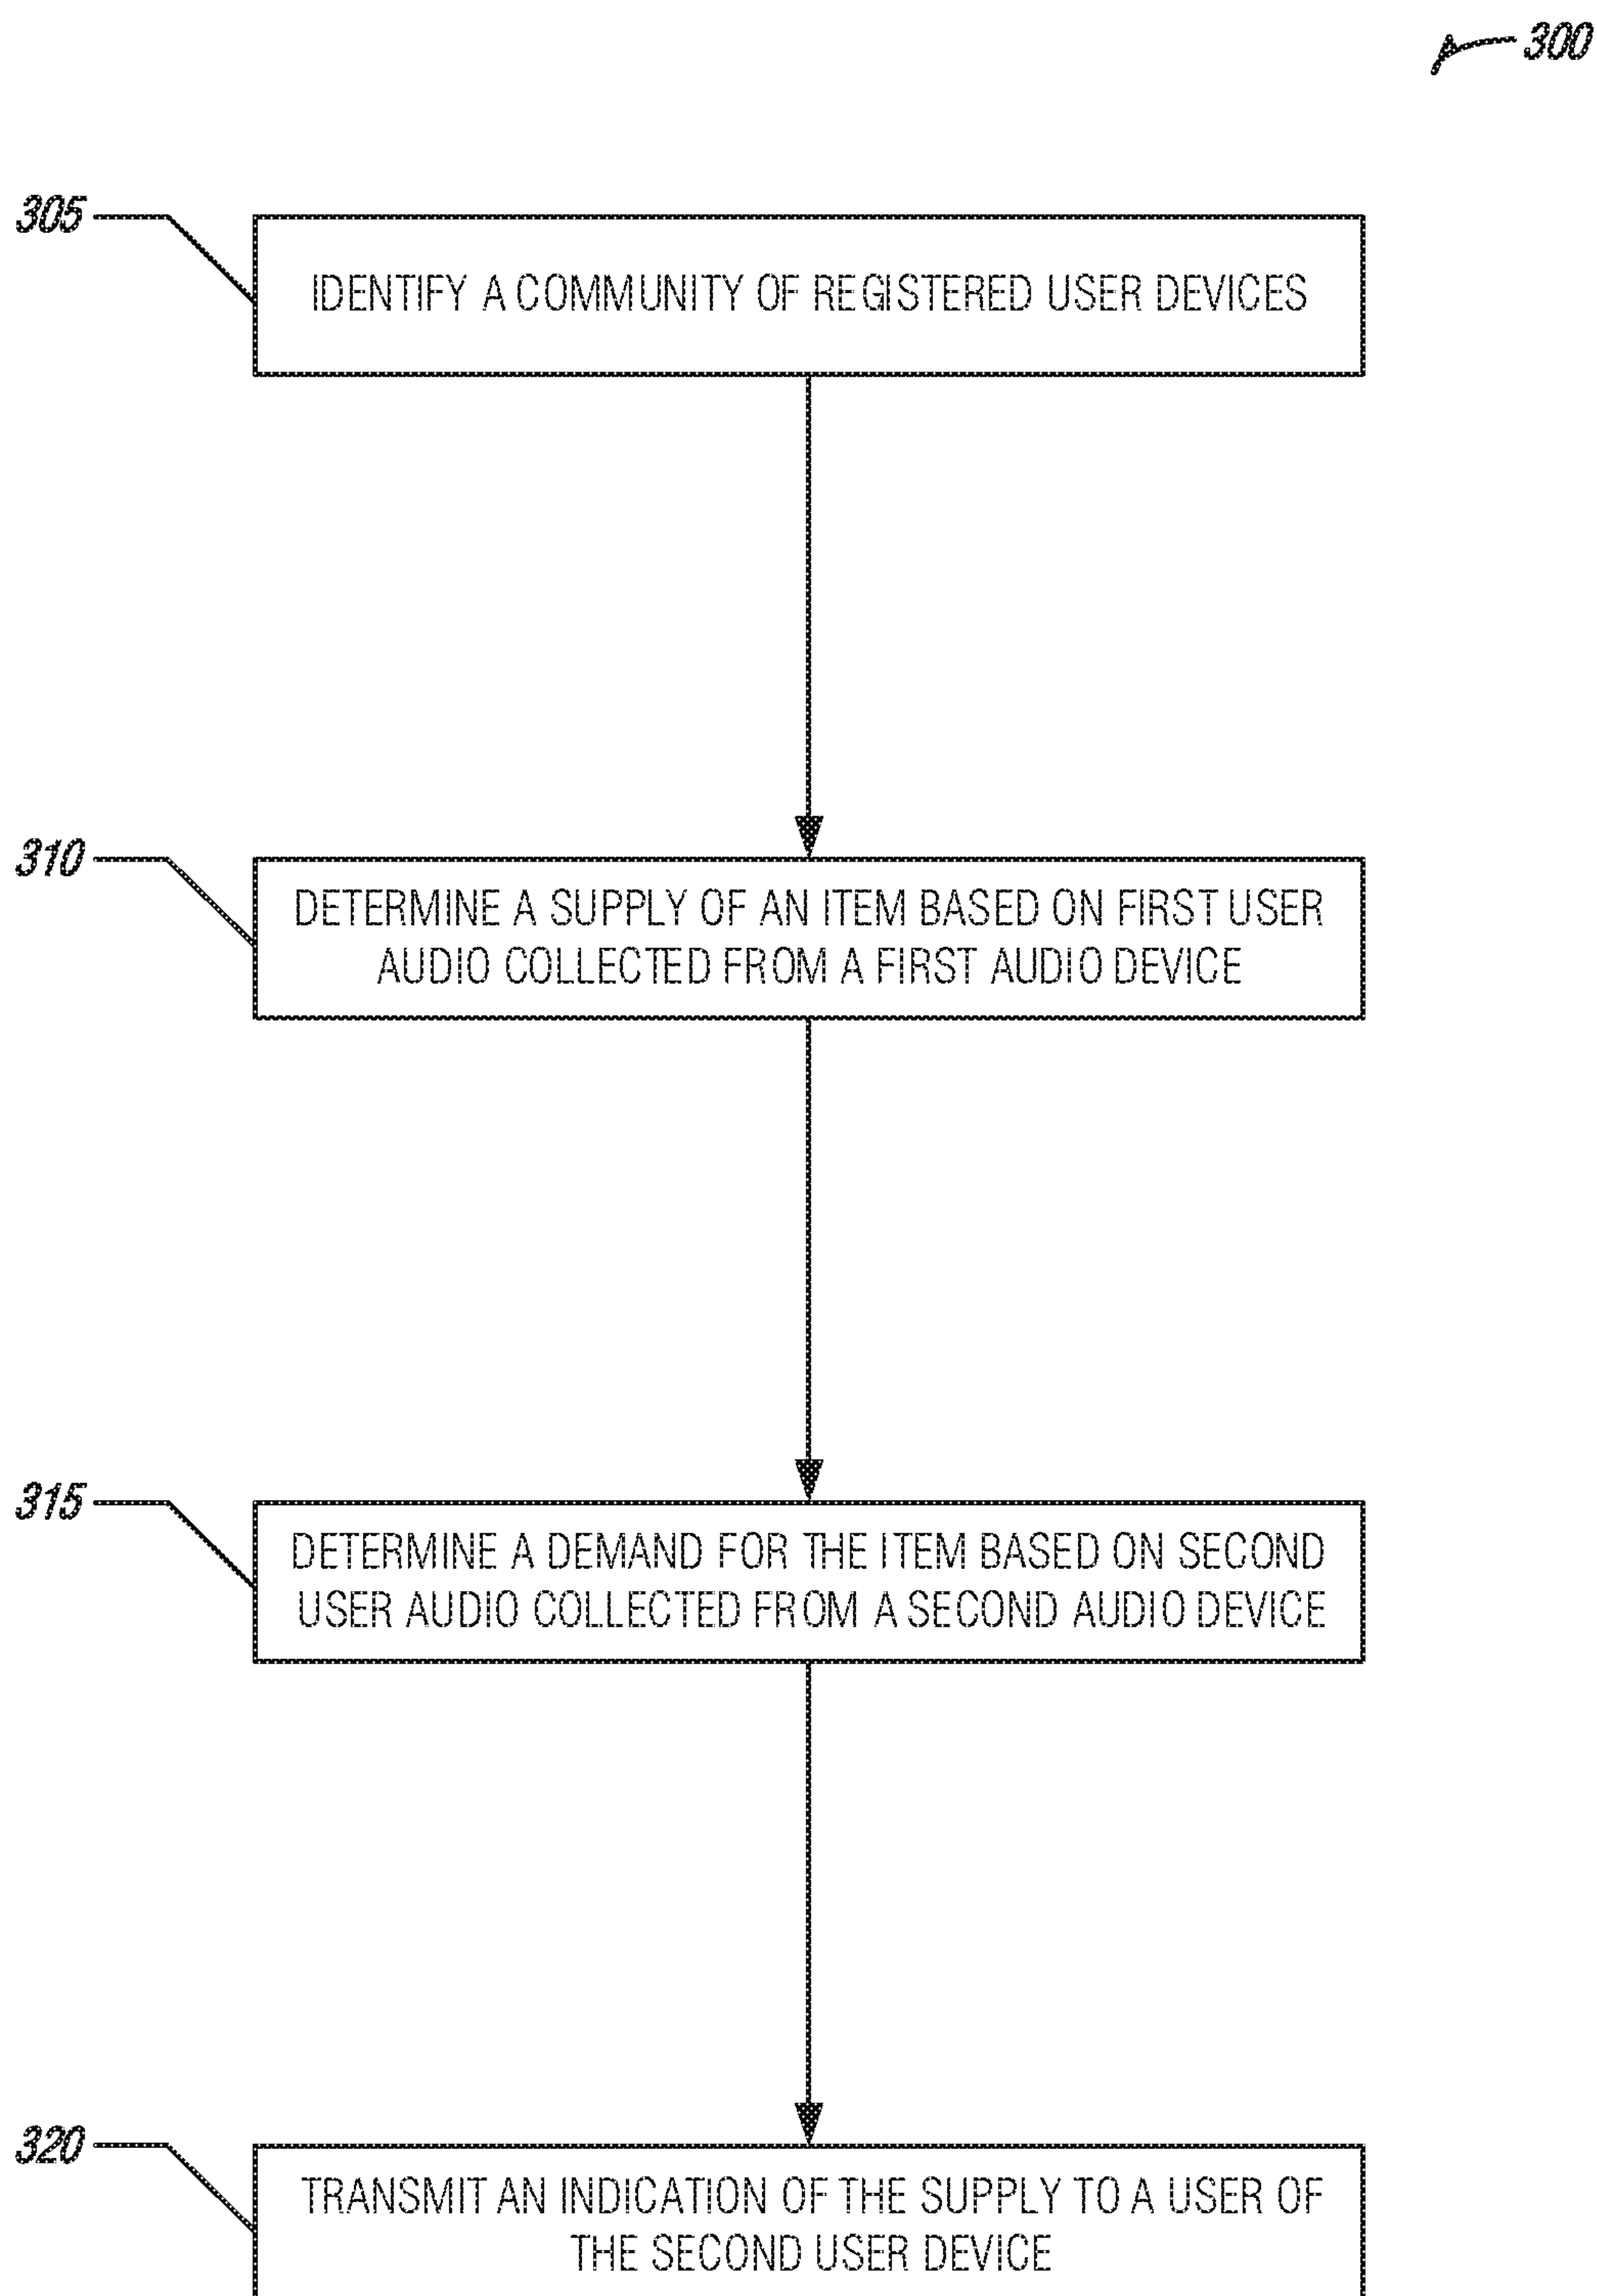 300
305
IDENTIFY A COMMUNITY OF REGISTERED USER DEVICES
310
DETERMINE A SUPPLY OF AN ITEM BASED ON FIRST USER
AUDIO COLLECTED FROM A FIRST AUDIO DEVICE
315
DETERMINE A DEMAND FOR THE ITEM BASED ON SECOND
USER AUDIO COLLECTED FROM A SECOND AUDIO DEVICE
320
TRANSMIT AN INDICATION OF THE SUPPLY TO A USER OF
THE SECOND USER DEVICE